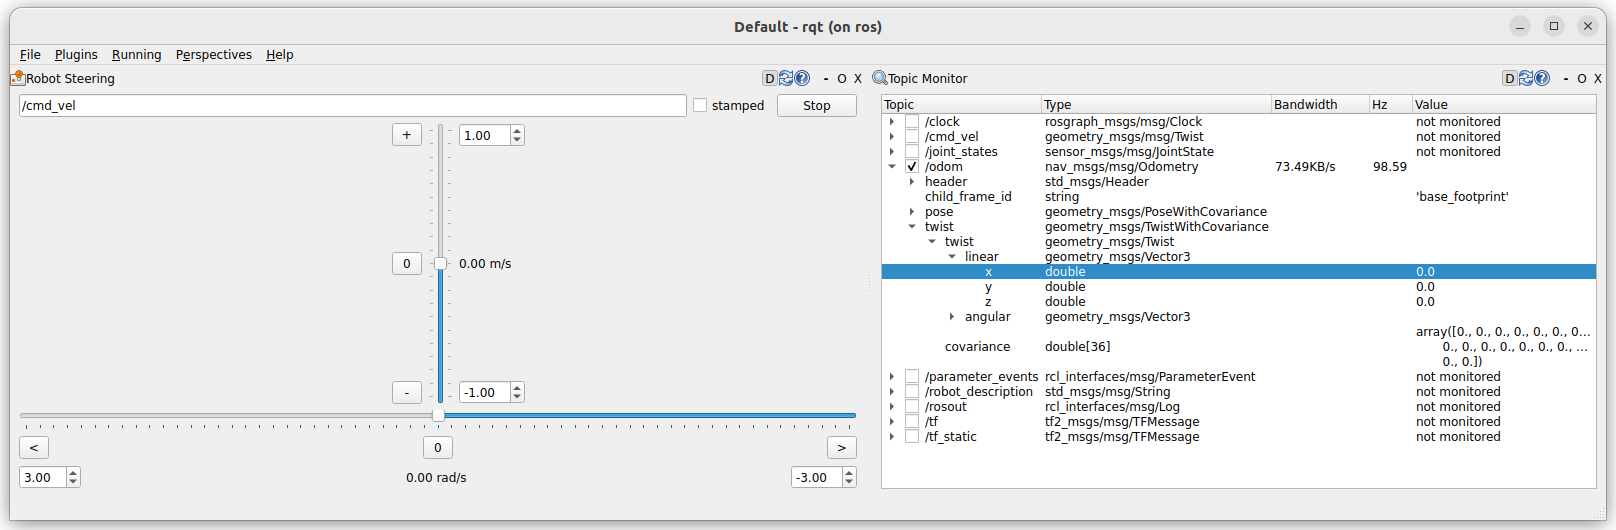 Default - rqt (on ros)
File Plugins Running Perspectives Help
Robot Steering D - O X
/cmd_vel stamped Stop
+ 1.00
0 0.00 m/s
- -1.00
< 0 >
3.00 0.00 rad/s -3.00
Topic Monitor D - O X
Topic Type Bandwidth Hz Value
/clock rosgraph_msgs/msg/Clock not monitored
/cmd_vel geometry_msgs/msg/Twist not monitored
/joint_states sensor_msgs/msg/JointState not monitored
/odom nav_msgs/msg/Odometry 73.49KB/s 98.59
header std_msgs/Header
child_frame_id string 'base_footprint'
pose geometry_msgs/PoseWithCovariance
twist geometry_msgs/TwistWithCovariance
twist geometry_msgs/Twist
linear geometry_msgs/Vector3
x double 0.0
y double 0.0
z double 0.0
angular geometry_msgs/Vector3
array([0., 0., 0., 0., 0., 0., 0...
covariance double[36] 0., 0., 0., 0., 0., 0., 0., ...
0., 0.])
/parameter_events rcl_interfaces/msg/ParameterEvent not monitored
/robot_description std_msgs/msg/String not monitored
/rosout rcl_interfaces/msg/Log not monitored
/tf tf2_msgs/msg/TFMessage not monitored
/tf_static tf2_msgs/msg/TFMessage not monitored